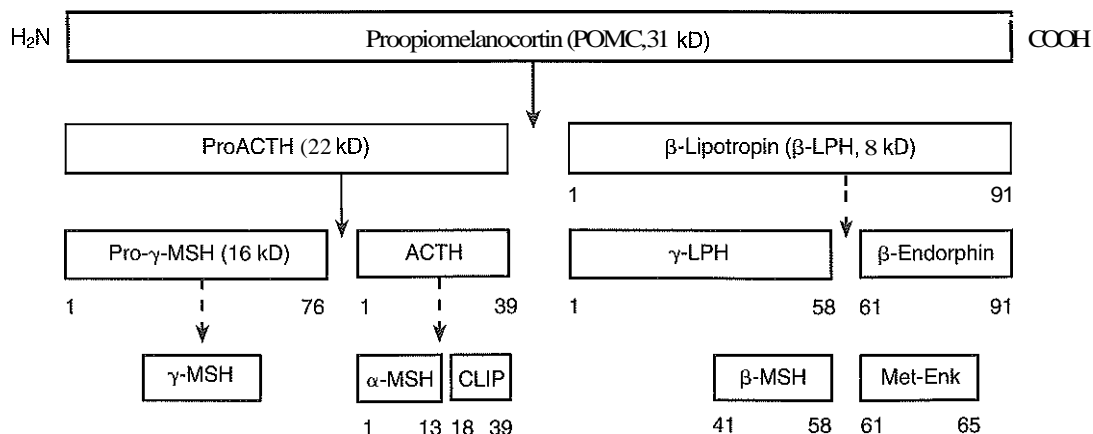 H₂N Proopiomelanocortin (POMC,31 kD) COOH
ProACTH (22 kD) β-Lipotropin (β-LPH, 8 kD)
1 91
Pro-γ-MSH (16 kD) ACTH γ-LPH β-Endorphin
1 76 1 39 1 58 61 91
γ-MSH α-MSH CLIP β-MSH Met-Enk
1 13 18 39 41 58 61 65